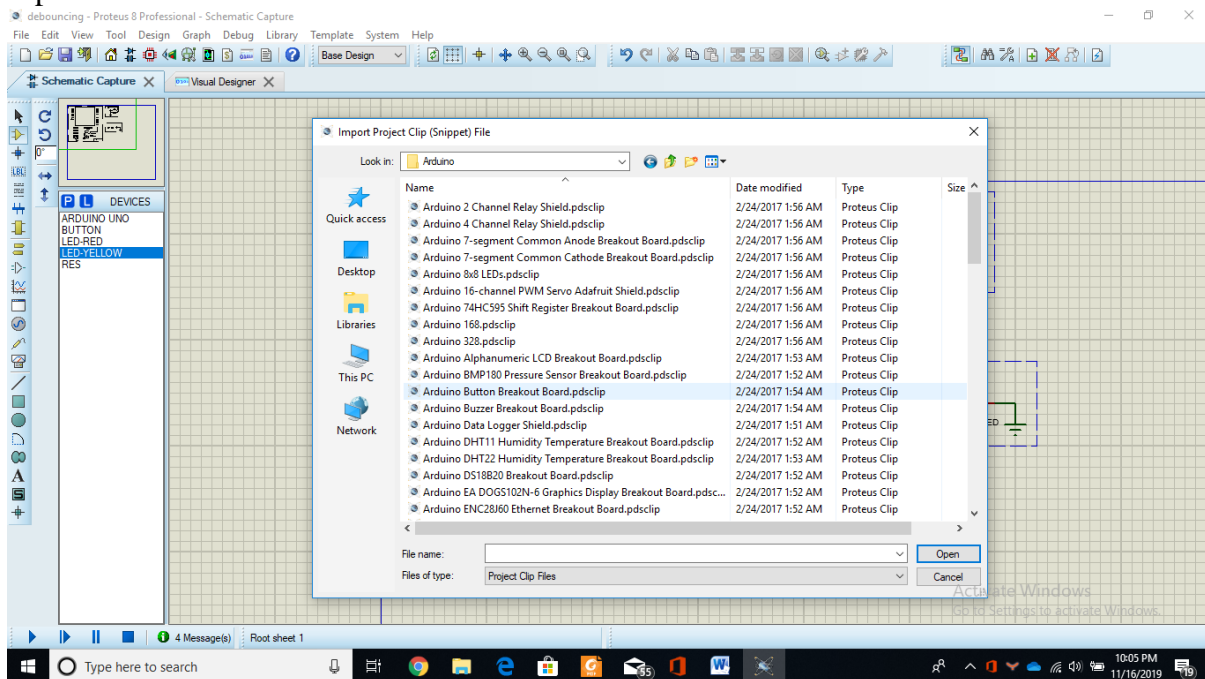 debouncing - Proteus 8 Professional - Schematic Capture
File Edit View Tool Design Graph Debug Library Template System Help
Base Design
Schematic Capture
Visual Designer
0°
P L DEVICES
ARDUINO UNO
BUTTON
LED-RED
LED-YELLOW
RES
Import Project Clip (Snippet) File
Look in: Arduino
Quick access
Desktop
Libraries
This PC
Network
Name Date modified Type Size
Arduino 2 Channel Relay Shield.pdsclip 2/24/2017 1:56 AM Proteus Clip
Arduino 4 Channel Relay Shield.pdsclip 2/24/2017 1:56 AM Proteus Clip
Arduino 7-segment Common Anode Breakout Board.pdsclip 2/24/2017 1:56 AM Proteus Clip
Arduino 7-segment Common Cathode Breakout Board.pdsclip 2/24/2017 1:56 AM Proteus Clip
Arduino 8x8 LEDs.pdsclip 2/24/2017 1:56 AM Proteus Clip
Arduino 16-channel PWM Servo Adafruit Shield.pdsclip 2/24/2017 1:56 AM Proteus Clip
Arduino 74HC595 Shift Register Breakout Board.pdsclip 2/24/2017 1:56 AM Proteus Clip
Arduino 168.pdsclip 2/24/2017 1:56 AM Proteus Clip
Arduino 328.pdsclip 2/24/2017 1:56 AM Proteus Clip
Arduino Alphanumeric LCD Breakout Board.pdsclip 2/24/2017 1:53 AM Proteus Clip
Arduino BMP180 Pressure Sensor Breakout Board.pdsclip 2/24/2017 1:52 AM Proteus Clip
Arduino Button Breakout Board.pdsclip 2/24/2017 1:54 AM Proteus Clip
Arduino Buzzer Breakout Board.pdsclip 2/24/2017 1:54 AM Proteus Clip
Arduino Data Logger Shield.pdsclip 2/24/2017 1:51 AM Proteus Clip
Arduino DHT11 Humidity Temperature Breakout Board.pdsclip 2/24/2017 1:52 AM Proteus Clip
Arduino DHT22 Humidity Temperature Breakout Board.pdsclip 2/24/2017 1:53 AM Proteus Clip
Arduino DS18B20 Breakout Board.pdsclip 2/24/2017 1:52 AM Proteus Clip
Arduino EA DOGS102N-6 Graphics Display Breakout Board.pdsc... 2/24/2017 1:52 AM Proteus Clip
Arduino ENC28J60 Ethernet Breakout Board.pdsclip 2/24/2017 1:52 AM Proteus Clip
File name: Open
Files of type: Project Clip Files Cancel
Activate Windows
Go to Settings to activate Windows.
4 Message(s) Root sheet 1
Type here to search
55
10:05 PM
11/16/2019
19